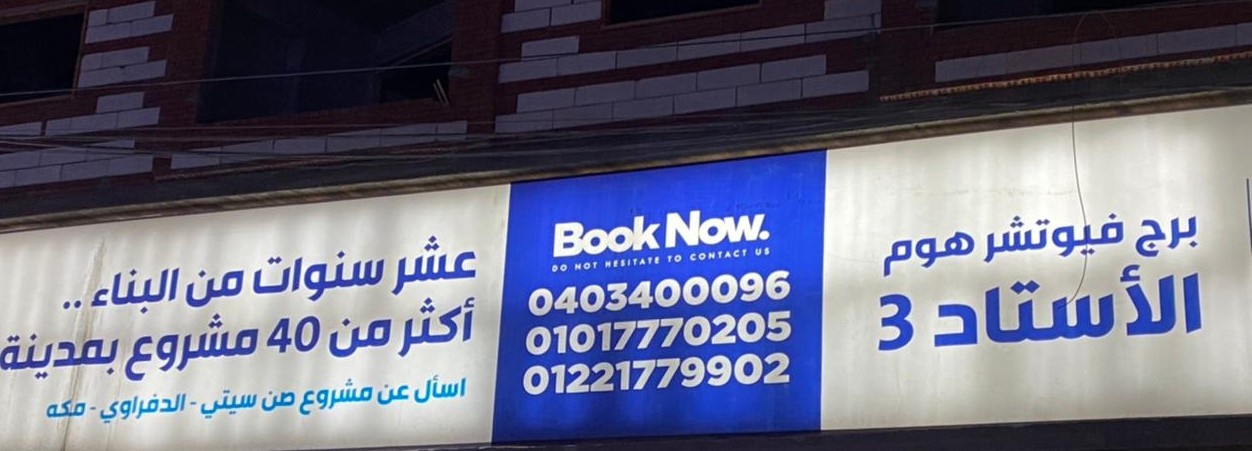 برج فيوتشر هوم
الأستاد 3
Book Now.
DO NOT HESITATE TO CONTACT US
0403400096
01017770205
01221779902
عشر سنوات من البناء ..
أكثر من 40 مشروع بمدينة
اسأل عن مشروع صن سيتي - الدفراوي - مكه